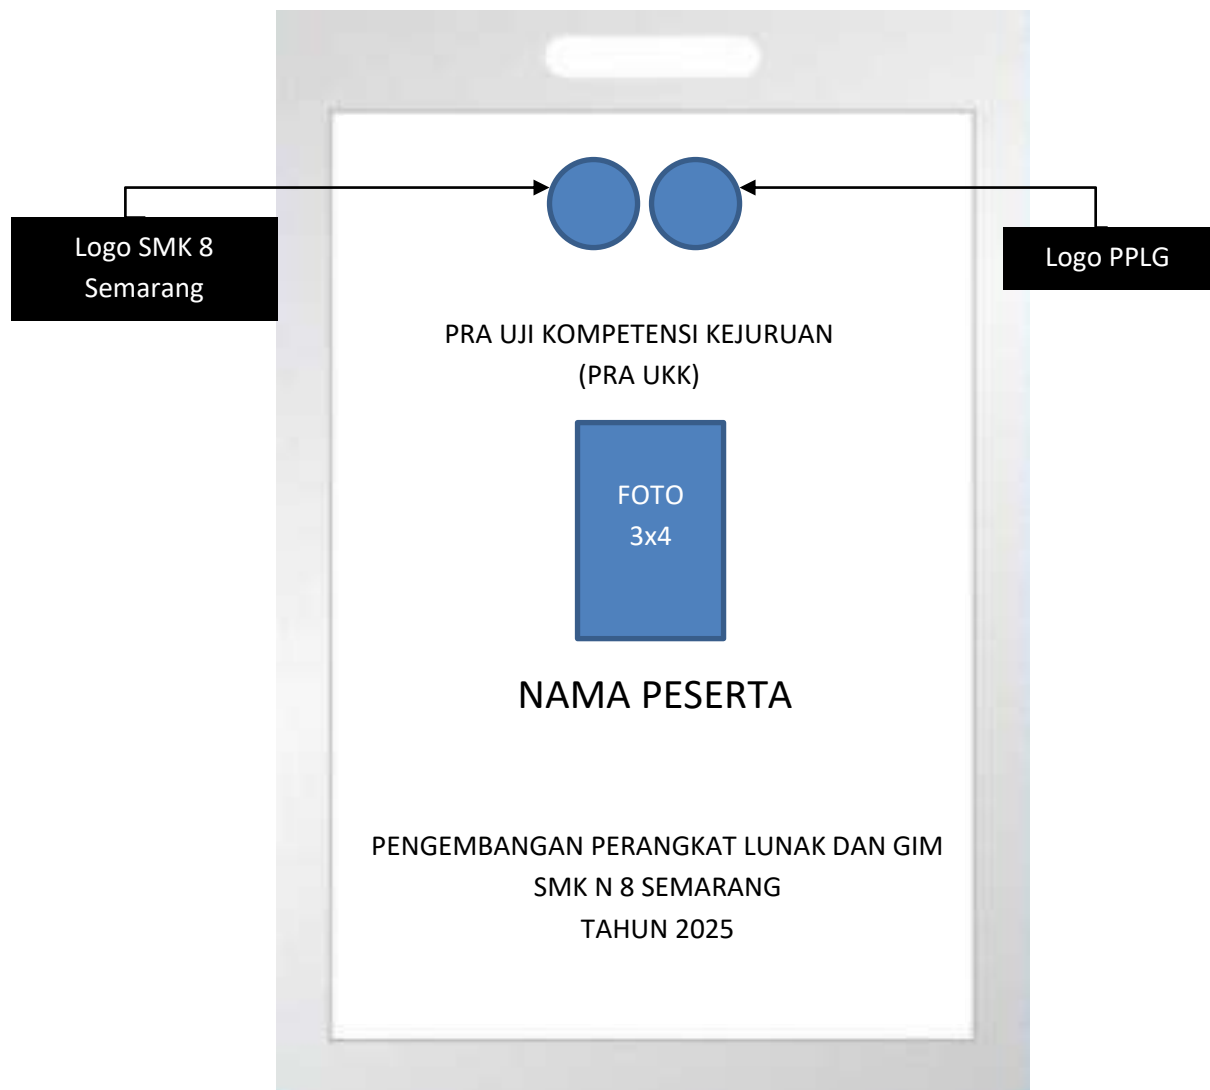 Logo SMK 8
Semarang
Logo PPLG
PRA UJI KOMPETENSI KEJURUAN
(PRA UKK)
FOTO
3x4
NAMA PESERTA
PENGEMBANGAN PERANGKAT LUNAK DAN GIM
SMK N 8 SEMARANG
TAHUN 2025